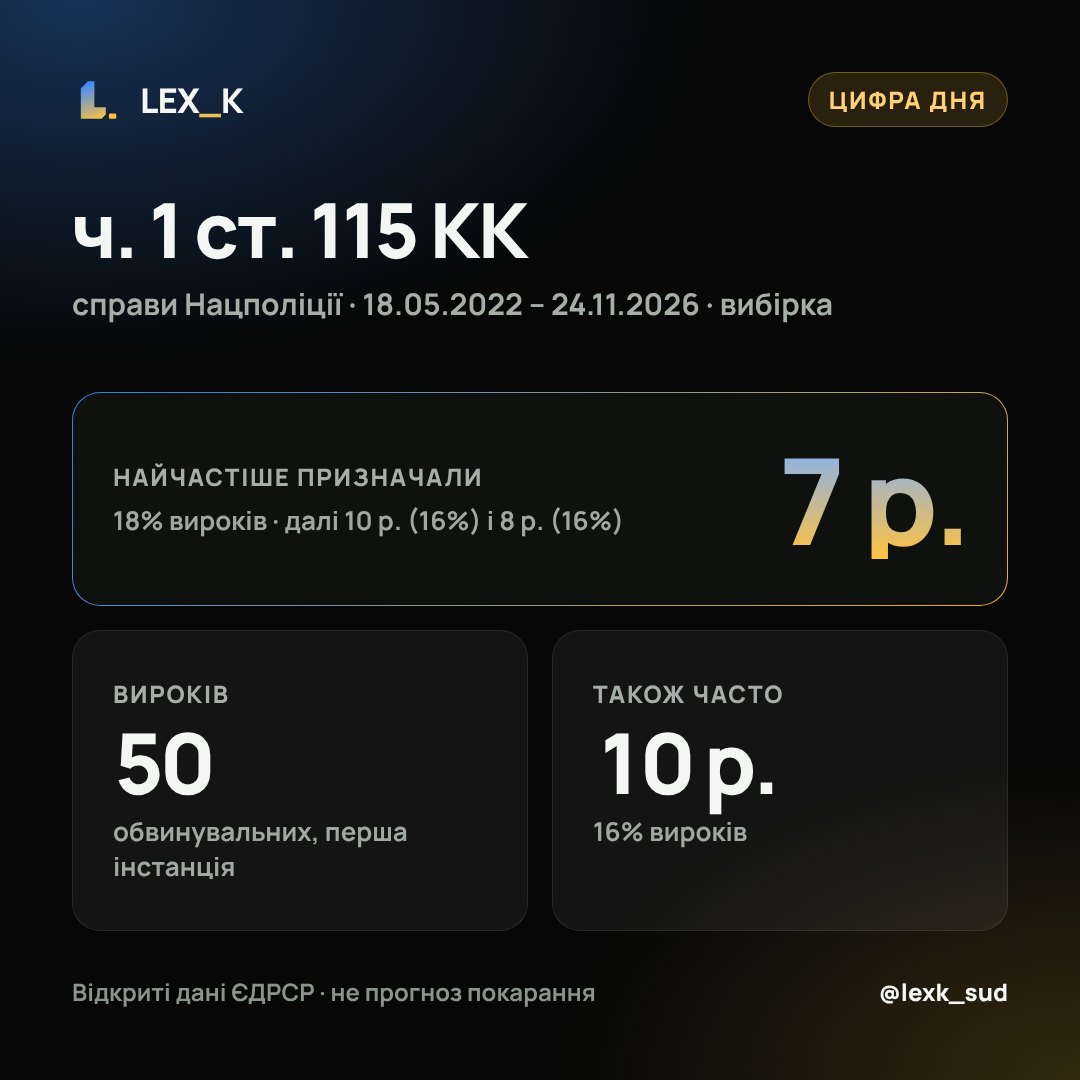 LEX_K
ЦИФРА ДНЯ
ч. 1 ст. 115 КК
справи Нацполіції · 18.05.2022 – 24.11.2026 · вибірка
НАЙЧАСТІШЕ ПРИЗНАЧАЛИ
18% вироків · далі 10 р. (16%) і 8 р. (16%)
7 р.
ВИРОКІВ
50
обвинувальних, перша
інстанція
ТАКОЖ ЧАСТО
10 р.
16% вироків
Відкриті дані ЄДРСР · не прогноз покарання
@lexk_sud